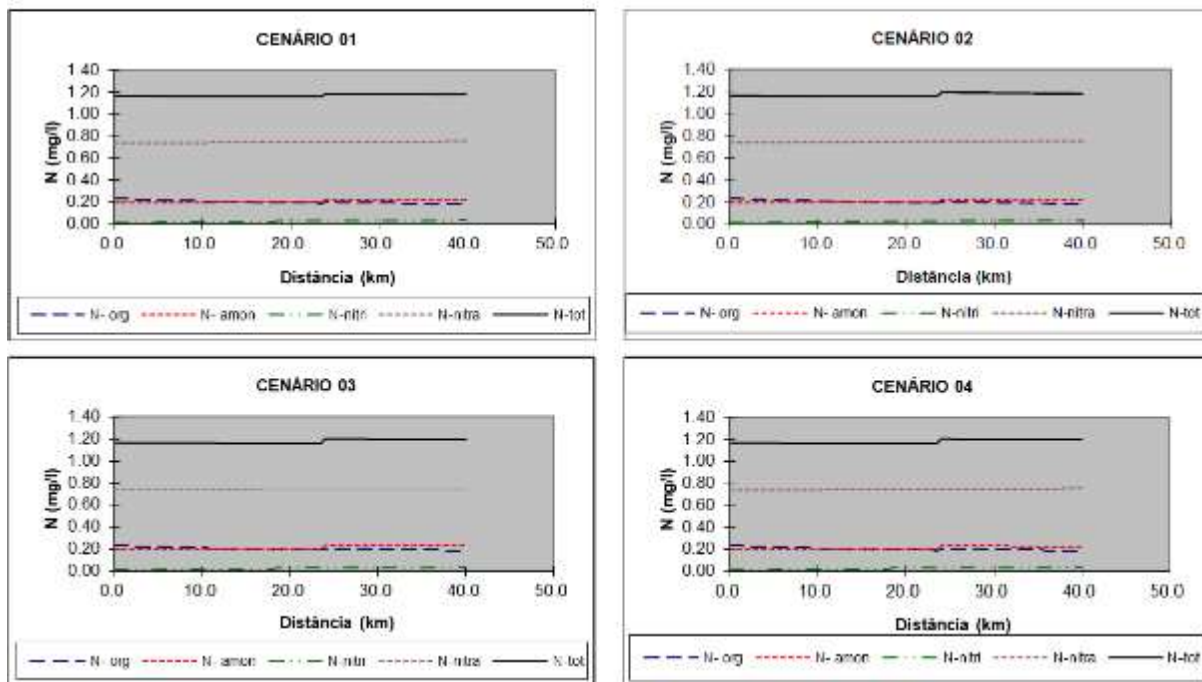 CENÁRIO 01
1.40
1.20
1.00
0.80
0.60
0.40
0.20
0.00
N (mg/l)
0.0 10.0 20.0 30.0 40.0 50.0
Distância (km)
N- org N- amon N-nitri N-nitra N-tot
CENÁRIO 02
1.40
1.20
1.00
0.80
0.60
0.40
0.20
0.00
N (mg/l)
0.0 10.0 20.0 30.0 40.0 50.0
Distância (km)
N- org N- amon N-nitri N-nitra N-tot
CENÁRIO 03
1.40
1.20
1.00
0.80
0.60
0.40
0.20
0.00
N (mg/l)
0.0 10.0 20.0 30.0 40.0 50.0
Distância (km)
N- org N- amon N-nitri N-nitra N-tot
CENÁRIO 04
1.40
1.20
1.00
0.80
0.60
0.40
0.20
0.00
N (mg/l)
0.0 10.0 20.0 30.0 40.0 50.0
Distância (km)
N- org N- amon N-nitri N-nitra N-tot